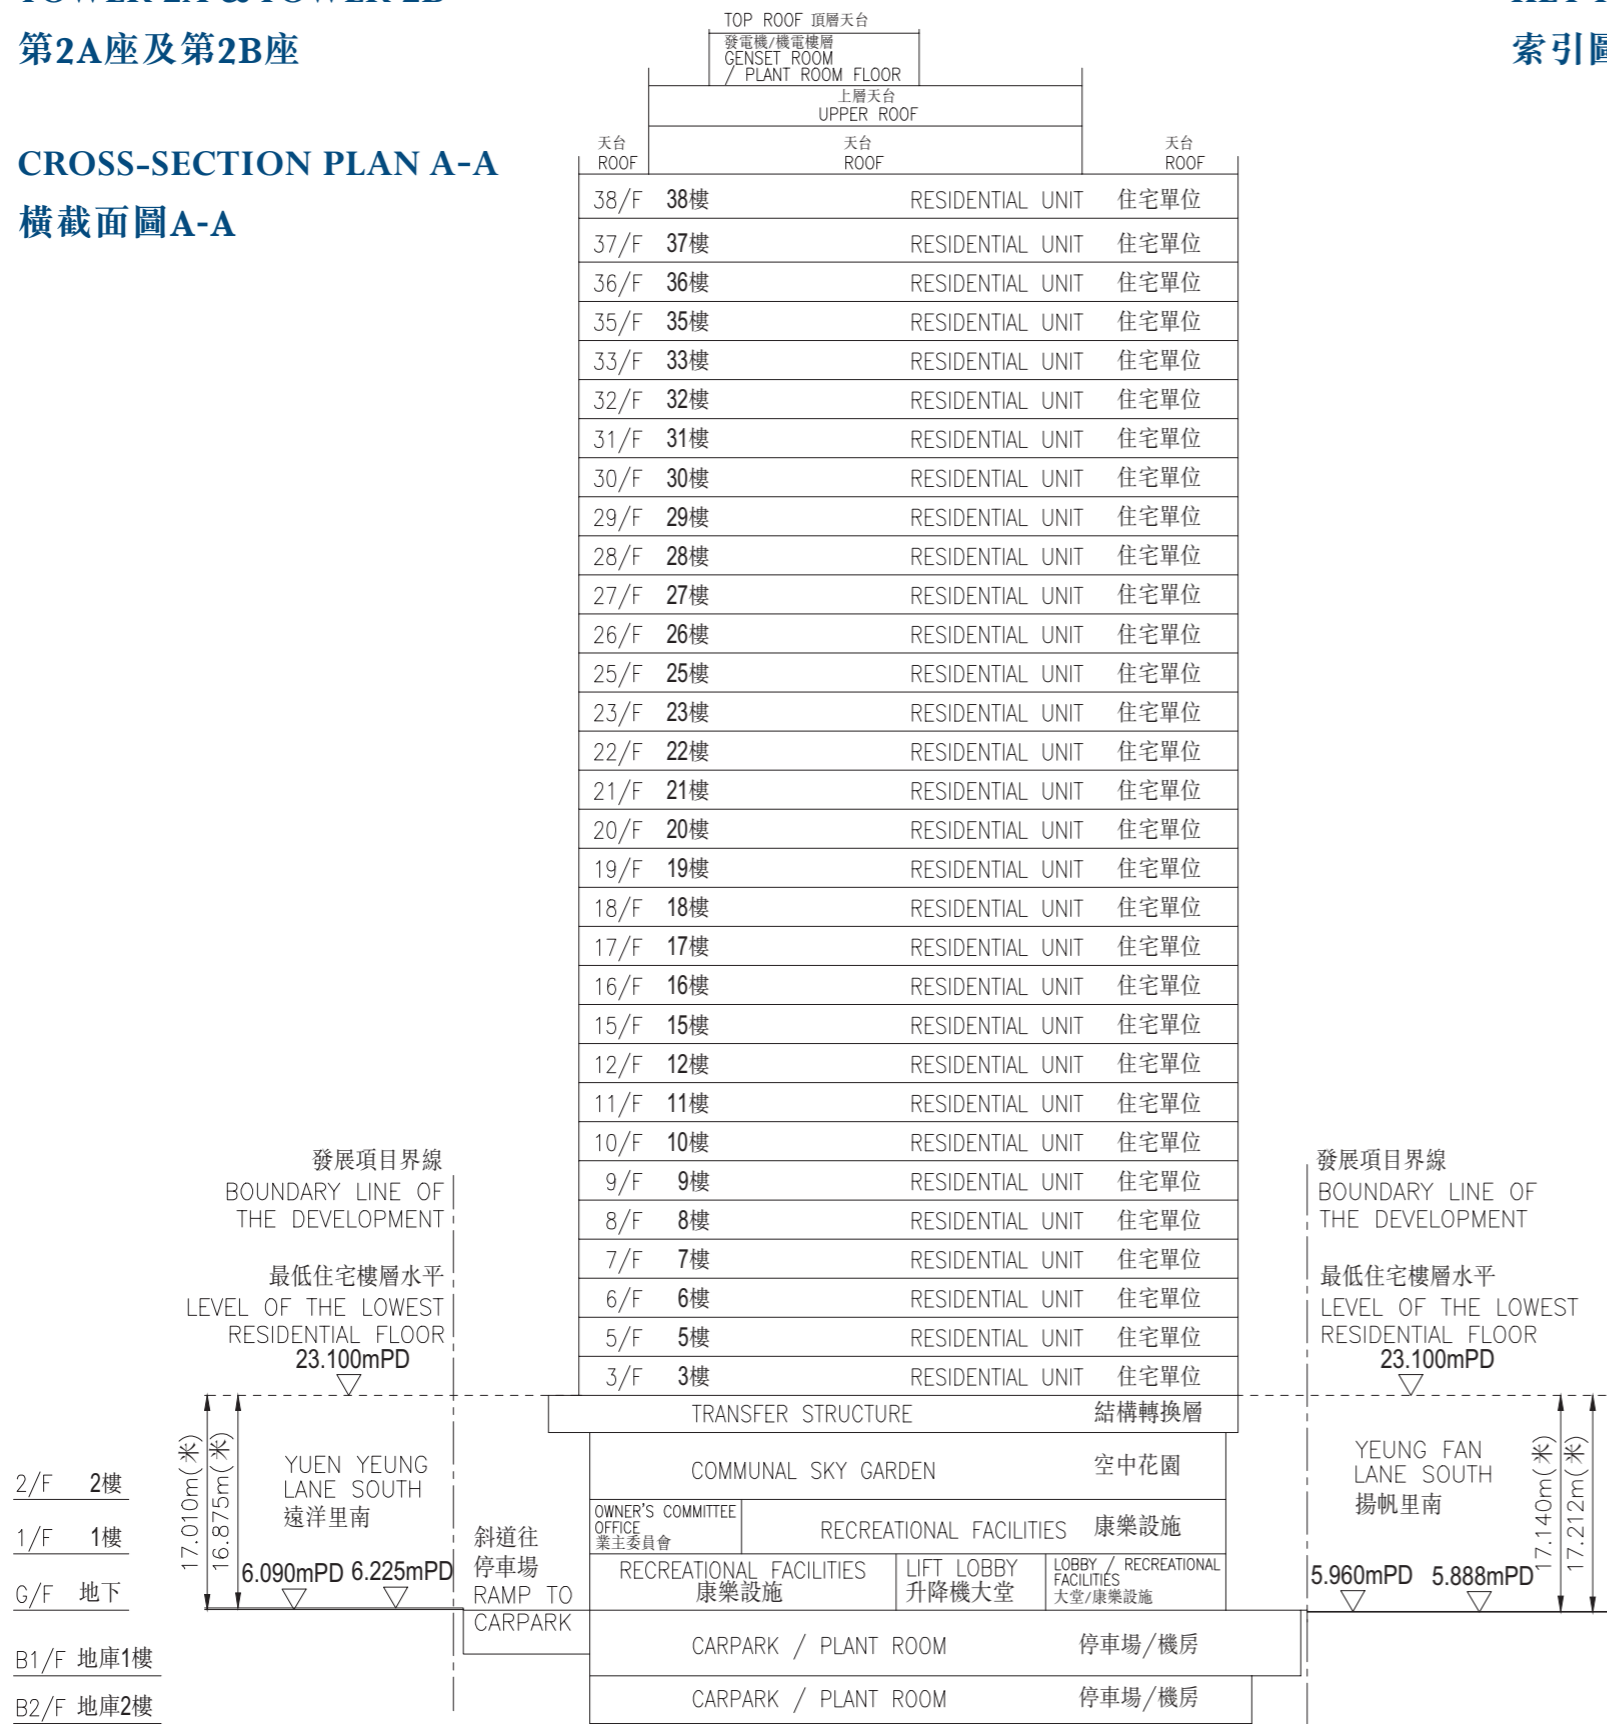 第2A座及第2B座
索引圖
CROSS-SECTION PLAN A-A
橫截面圖A-A
TOP ROOF 頂層天台
發電機/機電樓層
GENSET ROOM
/ PLANT ROOM FLOOR
上層天台
UPPER ROOF
天台
ROOF
天台
ROOF
天台
ROOF
38/F 38樓 RESIDENTIAL UNIT 住宅單位
37/F 37樓 RESIDENTIAL UNIT 住宅單位
36/F 36樓 RESIDENTIAL UNIT 住宅單位
35/F 35樓 RESIDENTIAL UNIT 住宅單位
33/F 33樓 RESIDENTIAL UNIT 住宅單位
32/F 32樓 RESIDENTIAL UNIT 住宅單位
31/F 31樓 RESIDENTIAL UNIT 住宅單位
30/F 30樓 RESIDENTIAL UNIT 住宅單位
29/F 29樓 RESIDENTIAL UNIT 住宅單位
28/F 28樓 RESIDENTIAL UNIT 住宅單位
27/F 27樓 RESIDENTIAL UNIT 住宅單位
26/F 26樓 RESIDENTIAL UNIT 住宅單位
25/F 25樓 RESIDENTIAL UNIT 住宅單位
23/F 23樓 RESIDENTIAL UNIT 住宅單位
22/F 22樓 RESIDENTIAL UNIT 住宅單位
21/F 21樓 RESIDENTIAL UNIT 住宅單位
20/F 20樓 RESIDENTIAL UNIT 住宅單位
19/F 19樓 RESIDENTIAL UNIT 住宅單位
18/F 18樓 RESIDENTIAL UNIT 住宅單位
17/F 17樓 RESIDENTIAL UNIT 住宅單位
16/F 16樓 RESIDENTIAL UNIT 住宅單位
15/F 15樓 RESIDENTIAL UNIT 住宅單位
12/F 12樓 RESIDENTIAL UNIT 住宅單位
11/F 11樓 RESIDENTIAL UNIT 住宅單位
10/F 10樓 RESIDENTIAL UNIT 住宅單位
9/F 9樓 RESIDENTIAL UNIT 住宅單位
8/F 8樓 RESIDENTIAL UNIT 住宅單位
7/F 7樓 RESIDENTIAL UNIT 住宅單位
6/F 6樓 RESIDENTIAL UNIT 住宅單位
5/F 5樓 RESIDENTIAL UNIT 住宅單位
3/F 3樓 RESIDENTIAL UNIT 住宅單位
發展項目界線
BOUNDARY LINE OF
THE DEVELOPMENT
最低住宅樓層水平
LEVEL OF THE LOWEST
RESIDENTIAL FLOOR
23.100mPD
發展項目界線
BOUNDARY LINE OF
THE DEVELOPMENT
最低住宅樓層水平
LEVEL OF THE LOWEST
RESIDENTIAL FLOOR
23.100mPD
TRANSFER STRUCTURE 結構轉換層
COMMUNAL SKY GARDEN 空中花園
OWNER'S COMMITTEE
OFFICE
業主委員會
RECREATIONAL FACILITIES 康樂設施
RECREATIONAL FACILITIES
康樂設施
LIFT LOBBY
升降機大堂
LOBBY / RECREATIONAL
FACILITIES
大堂/康樂設施
CARPARK / PLANT ROOM 停車場/機房
CARPARK / PLANT ROOM 停車場/機房
2/F 2樓
1/F 1樓
G/F 地下
B1/F 地庫1樓
B2/F 地庫2樓
17.010m(米)
16.875m(米)
YUEN YEUNG
LANE SOUTH
遠洋里南
6.090mPD 6.225mPD
斜道往
停車場
RAMP TO
CARPARK
YEUNG FAN
LANE SOUTH
揚帆里南
5.960mPD 5.888mPD
17.140m(米)
17.212m(米)